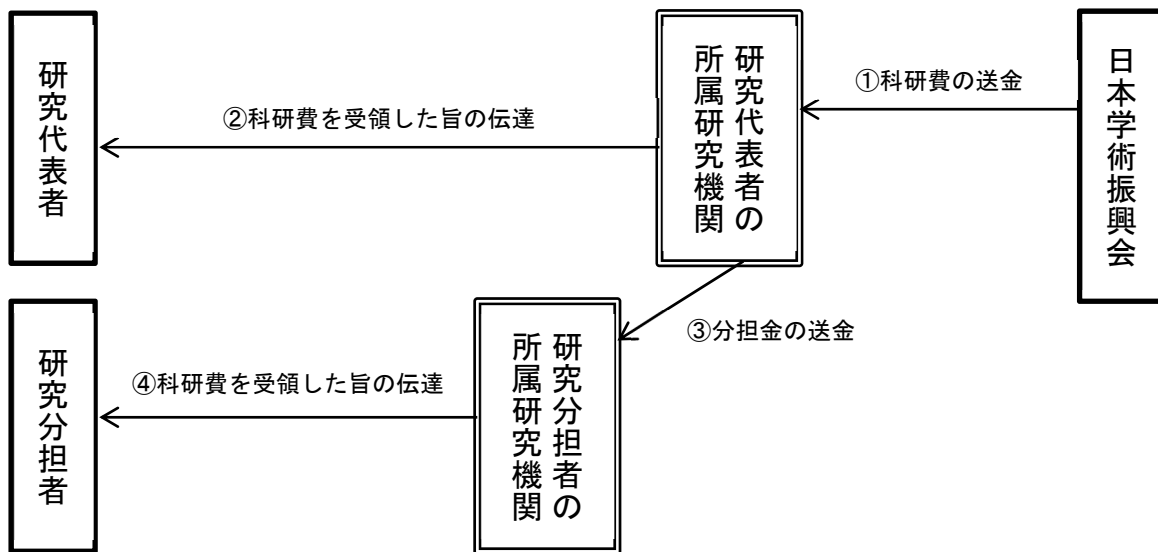 研究代表者
②科研費を受領した旨の伝達
研究代表者の
所属研究機関
①科研費の送金
日本学術振興会
③分担金の送金
研究分担者
④科研費を受領した旨の伝達
研究分担者の
所属研究機関